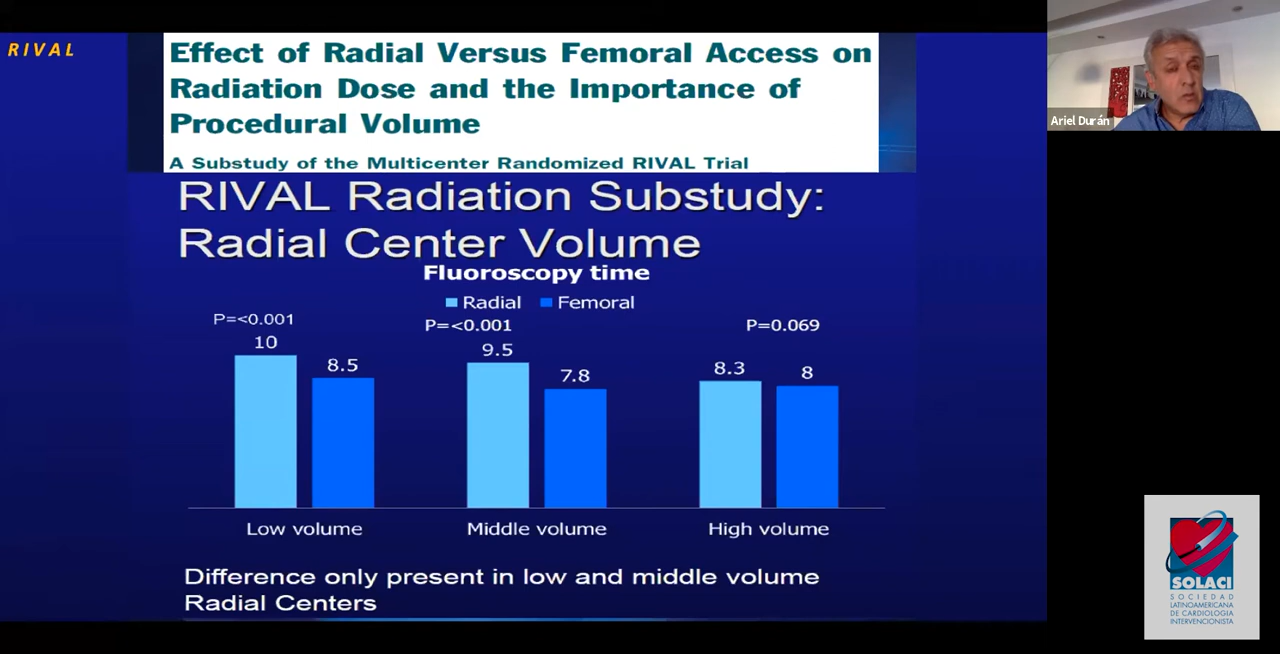 RIVAL
Effect of Radial Versus Femoral Access on
Radiation Dose and the Importance of
Procedural Volume
A Substudy of the Multicenter Randomized RIVAL Trial
RIVAL Radiation Substudy:
Radial Center Volume
Fluoroscopy time
Radial Femoral
P=<0.001
P=<0.001
P=0.069
10
8.5
9.5
7.8
8.3
8
Low volume
Middle volume
High volume
Difference only present in low and middle volume
Radial Centers
Ariel Durán
SOLACI
SOCIEDAD
LATINOAMERICANA
DE CARDIOLOGIA
INTERVENCIONISTA